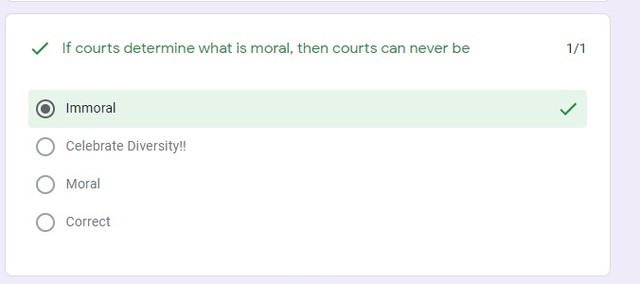 If courts determine what is moral, then courts can never be 1/1
Immoral
Celebrate Diversity!!
Moral
Correct